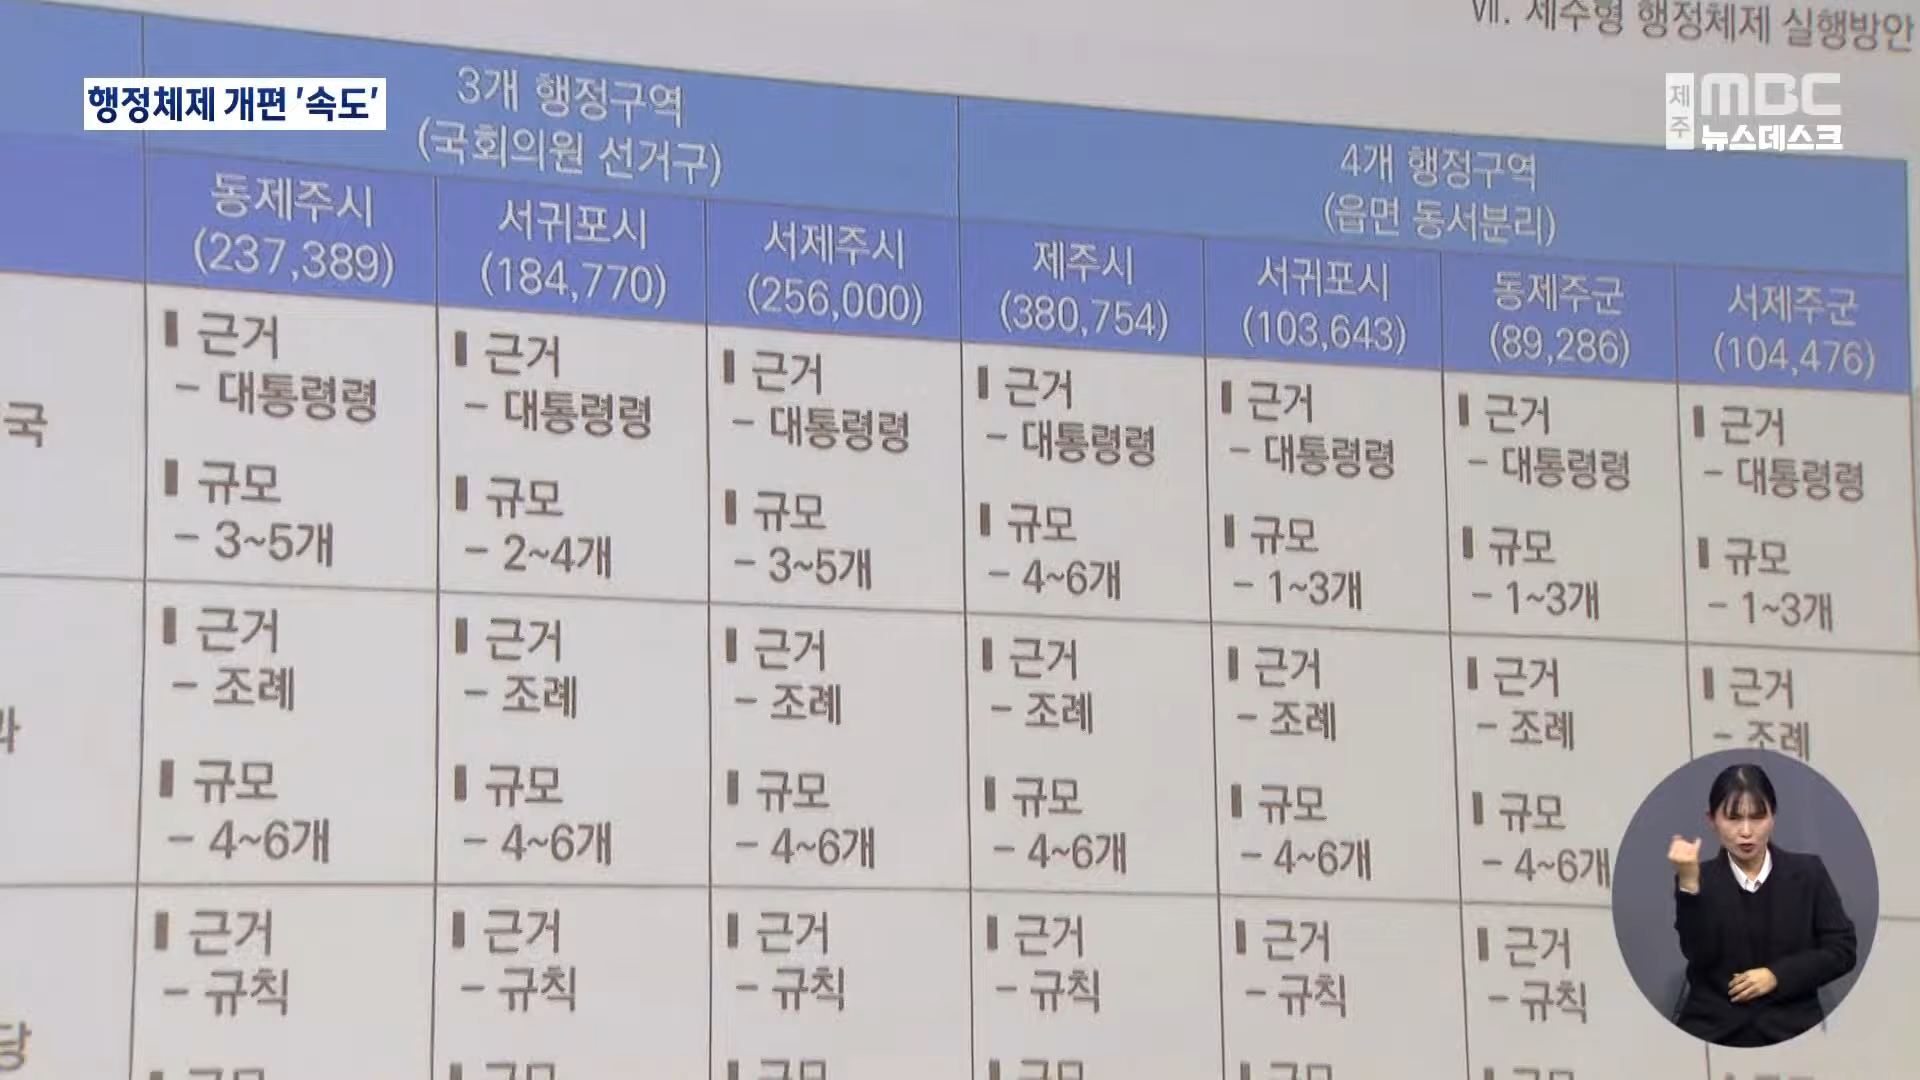 Ⅶ. 제주형 행정체제 실행방안
행정체제 개편 '속도'
제주
MBC
뉴스데스크
3개 행정구역
(국회의원 선거구)
4개 행정구역
(읍면 동서분리)
동제주시
(237,389)
서귀포시
(184,770)
서제주시
(256,000)
제주시
(380,754)
서귀포시
(103,643)
동제주군
(89,286)
서제주군
(104,476)
국
근거
- 대통령령
규모
- 3~5개
근거
- 대통령령
규모
- 2~4개
근거
- 대통령령
규모
- 3~5개
근거
- 대통령령
규모
- 4~6개
근거
- 대통령령
규모
- 1~3개
근거
- 대통령령
규모
- 1~3개
근거
- 대통령령
규모
- 1~3개
과
근거
- 조례
규모
- 4~6개
근거
- 조례
규모
- 4~6개
근거
- 조례
규모
- 4~6개
근거
- 조례
규모
- 4~6개
근거
- 조례
규모
- 4~6개
근거
- 조례
규모
- 4~6개
근거
- 조례
당
근거
- 규칙
근거
- 규칙
근거
- 규칙
근거
- 규칙
근거
- 규칙
근거
- 규칙